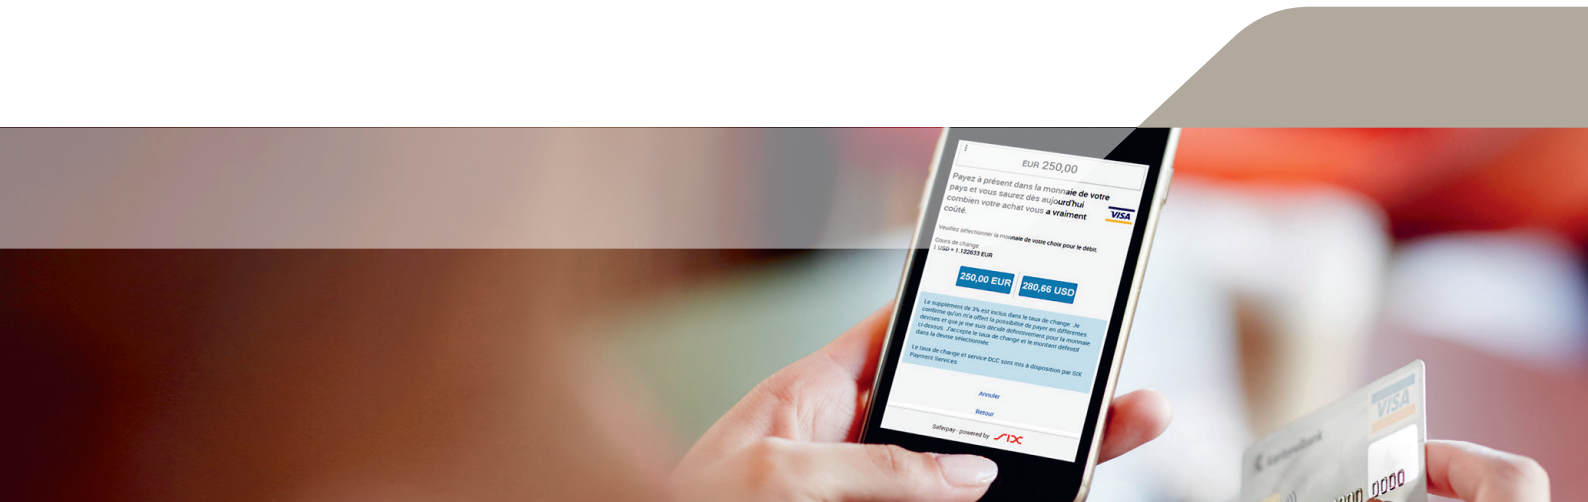 EUR 250,00
Payez à présent dans la monnaie de votre
pays et vous saurez dès aujourd'hui
combien votre achat vous a vraiment
coûté.
VISA
Veuillez sélectionner la monnaie de votre choix pour le débit.
Cours de change
1 USD = 1.122633 EUR
250,00 EUR
280,66 USD
Le supplément de 3% est inclus dans le taux de change. Je
confirme qu'on m'a offert la possibilité de payer en différentes
devises et que je me suis décidé définitivement pour la monnaie
ci-dessus. J'accepte le taux de change et le montant définitif
dans la devise sélectionnée.
Le taux de change et service DCC sont mis à disposition par SIX
Payment Services
Annuler
Retour
Saferpay - powered by SIX
VISA
Kantonalbank
0000